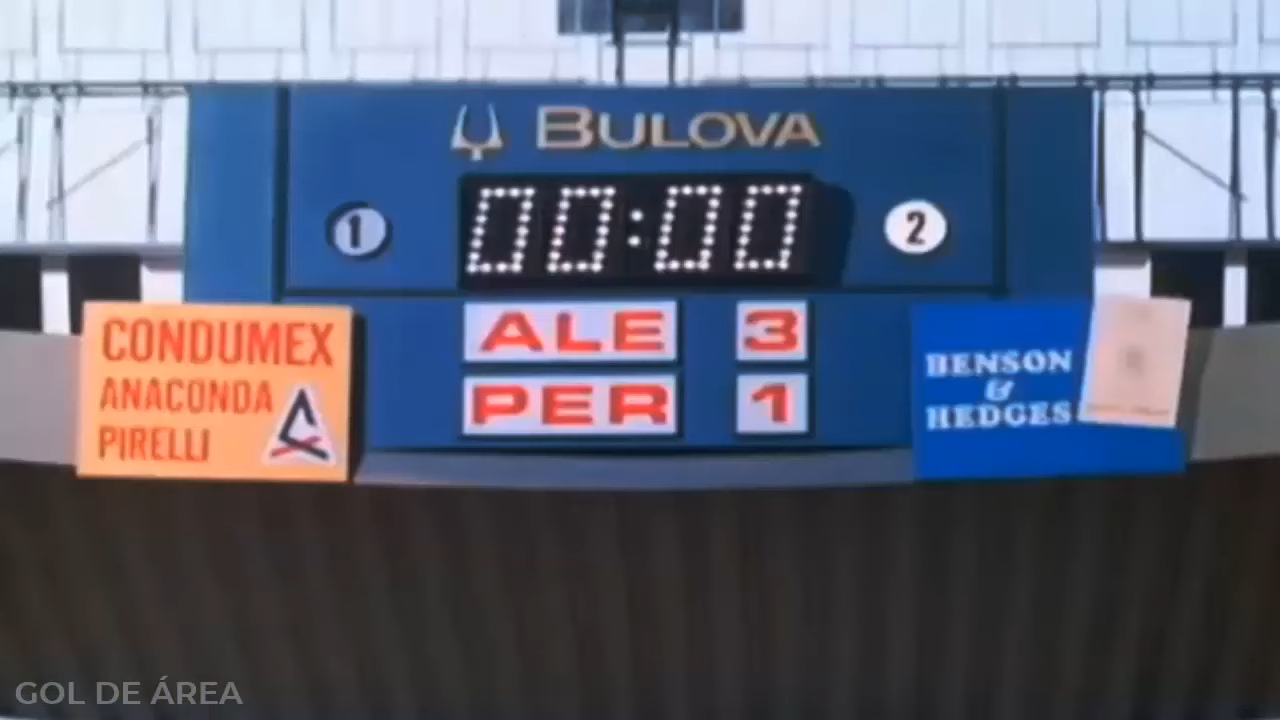 BULOVA
1
00:00
2
CONDUMEX
ANACONDA
PIRELLI
ALE 3
PER 1
BENSON
&
HEDGES
GOL DE ÁREA